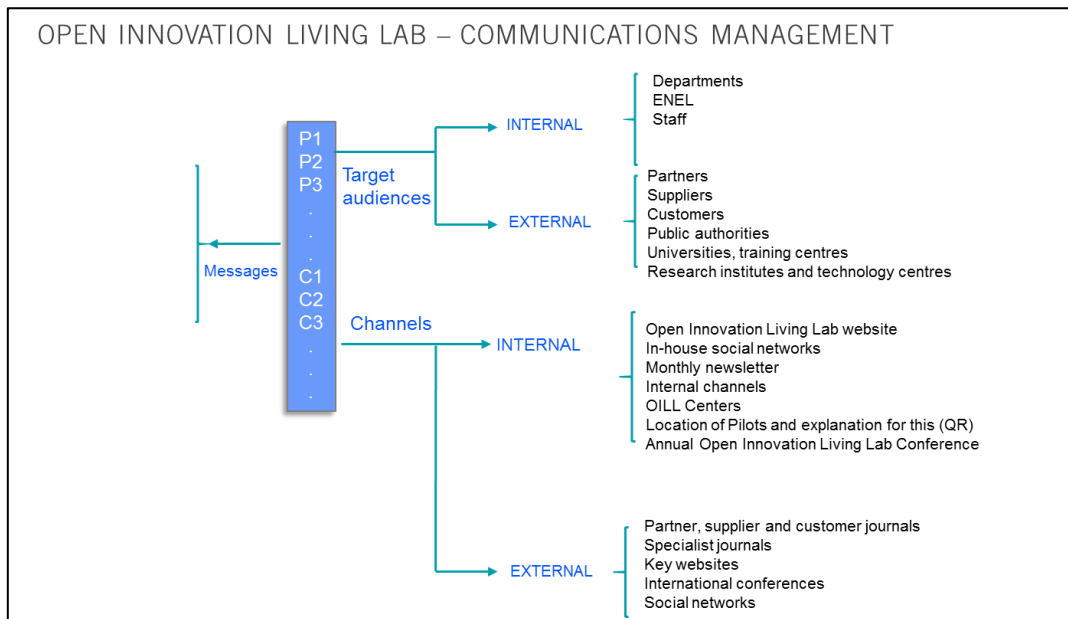 OPEN INNOVATION LIVING LAB – COMMUNICATIONS MANAGEMENT
Messages
P1
P2
P3
.
.
.
C1
C2
C3
.
.
.
.
Target
audiences
INTERNAL
Departments
ENEL
Staff
EXTERNAL
Partners
Suppliers
Customers
Public authorities
Universities, training centres
Research institutes and technology centres
Channels
INTERNAL
Open Innovation Living Lab website
In-house social networks
Monthly newsletter
Internal channels
OILL Centers
Location of Pilots and explanation for this (QR)
Annual Open Innovation Living Lab Conference
EXTERNAL
Partner, supplier and customer journals
Specialist journals
Key websites
International conferences
Social networks